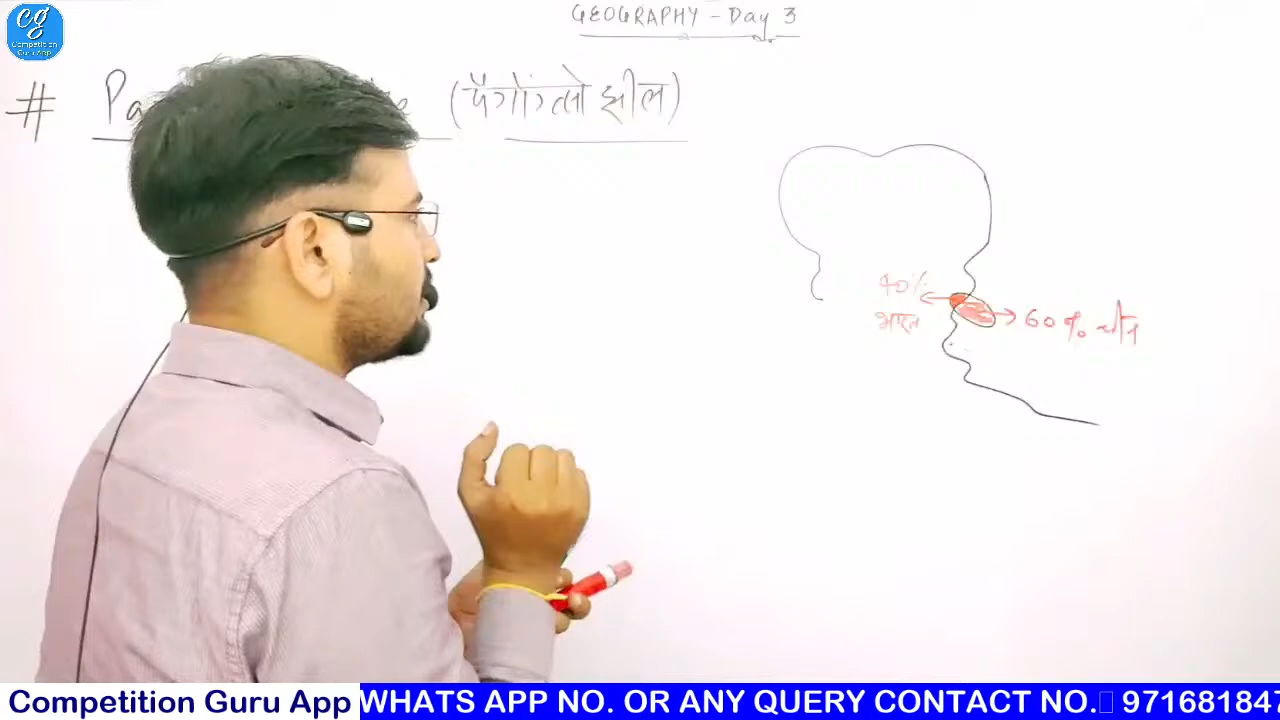 cg
Competition
Guru App
GEOGRAPHY - Day 3
# Pa (पैंगोंग त्सो झील)
40%
भारत
60% चीन
Competition Guru App WHATS APP NO. OR ANY QUERY CONTACT NO. 971681847